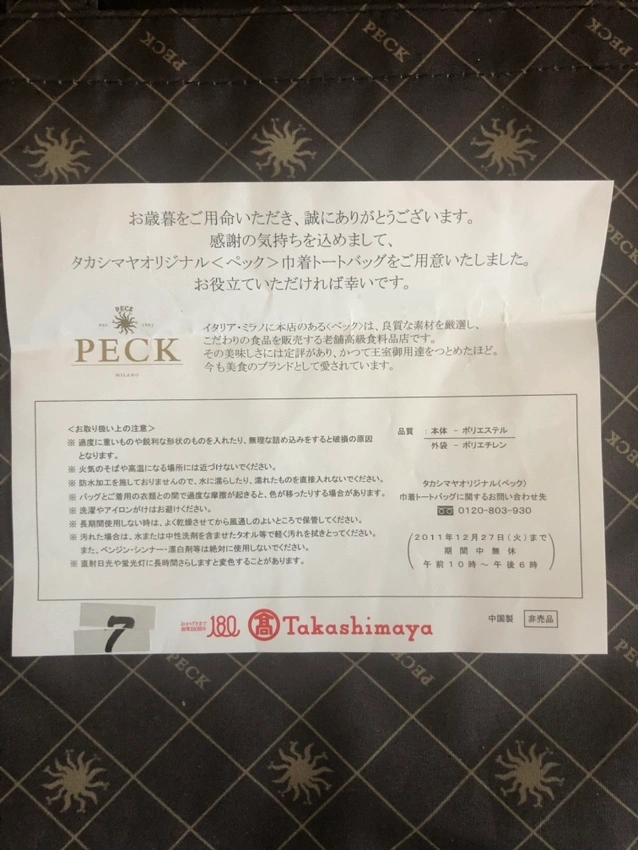 PECK
PECK
PECK
お歳暮をご用命いただき、誠にありがとうございます。
感謝の気持ちを込めまして、
タカシマヤオリジナル＜ペック＞巾着トートバッグをご用意いたしました。
お役立ていただければ幸いです。
PECK
EST. 1883
PECK
MILANO
イタリア・ミラノに本店のある＜ペック＞は、良質な素材を厳選し、
こだわりの食品を販売する老舗高級食料品店です。
その美味しさには定評があり、かつて王室御用達をつとめたほど。
今も美食のブランドとして愛されています。
＜お取り扱い上の注意＞
※ 過度に重いものや鋭利な形状のものを入れたり、無理な詰め込みをすると破損の原因
となります。
※ 火気のそばや高温になる場所には近づけないでください。
※ 防水加工を施しておりませんので、水に濡らしたり、濡れたものを直接入れないでください。
※ バッグとご着用の衣類との間で過度な摩擦が起きると、色が移ったりする場合があります。
※ 洗濯やアイロンがけはお避けください。
※ 長期間使用しない時は、よく乾燥させてから風通しのよいところで保管してください。
※ 汚れた場合は、水または中性洗剤を含ませたタオル等で軽く汚れを拭きとってください。
また、ベンジン・シンナー・漂白剤等は絶対に使用しないでください。
※ 直射日光や蛍光灯に長時間さらしますと変色することがあります。
品質 : 本体 － ポリエステル
外袋 － ポリエチレン
タカシマヤオリジナル〈ペック〉
巾着トートバッグに関するお問い合わせ先
0120-803-930
(2011年12月27日(火)まで
期間中無休
午前10時～午後6時)
7
180
髙 Takashimaya
中国製 非売品
PECK
PECK
PECK